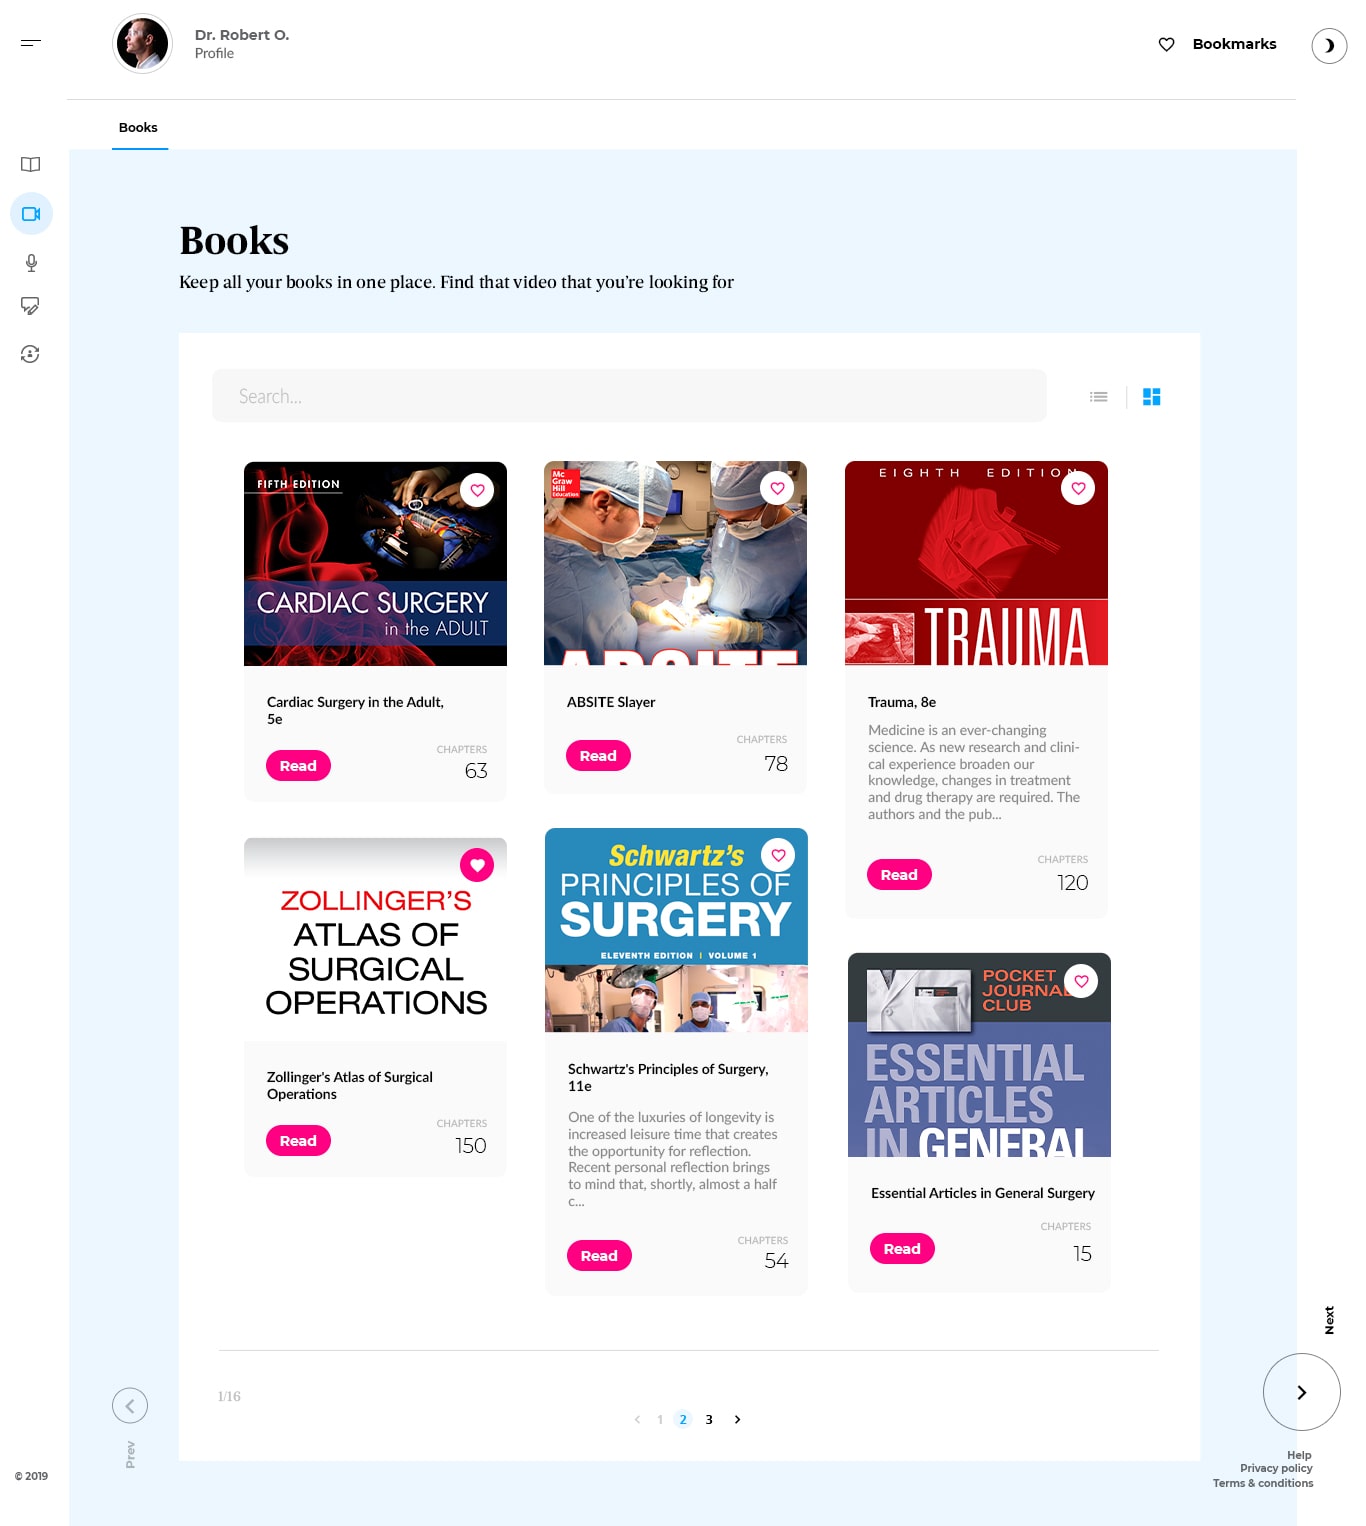 Dr. Robert O.
Profile
Bookmarks
Books
Books
Keep all your books in one place. Find that video that you’re looking for
Search...
FIFTH EDITION
CARDIAC SURGERY
in the ADULT
Cardiac Surgery in the Adult,
5e
Read
CHAPTERS
63
Mc
Graw
Hill
Education
ABSITE
ABSITE Slayer
Read
CHAPTERS
78
EIGHTH EDITION
TRAUMA
Trauma, 8e
Medicine is an ever-changing
science. As new research and clini-
cal experience broaden our
knowledge, changes in treatment
and drug therapy are required. The
authors and the pub...
Read
CHAPTERS
120
ZOLLINGER’S
ATLAS OF
SURGICAL
OPERATIONS
Zollinger's Atlas of Surgical
Operations
Read
CHAPTERS
150
Schwartz’s
PRINCIPLES OF
SURGERY
ELEVENTH EDITION | VOLUME 1
Schwartz's Principles of Surgery,
11e
One of the luxuries of longevity is
increased leisure time that creates
the opportunity for reflection.
Recent personal reflection brings
to mind that, shortly, almost a half
c...
Read
CHAPTERS
54
POCKET
JOURNAL
CLUB
ESSENTIAL
ARTICLES
IN GENERAL
Essential Articles in General Surgery
Read
CHAPTERS
15
1/16
1 2 3
Prev
Next
Help
Privacy policy
Terms & conditions
© 2019